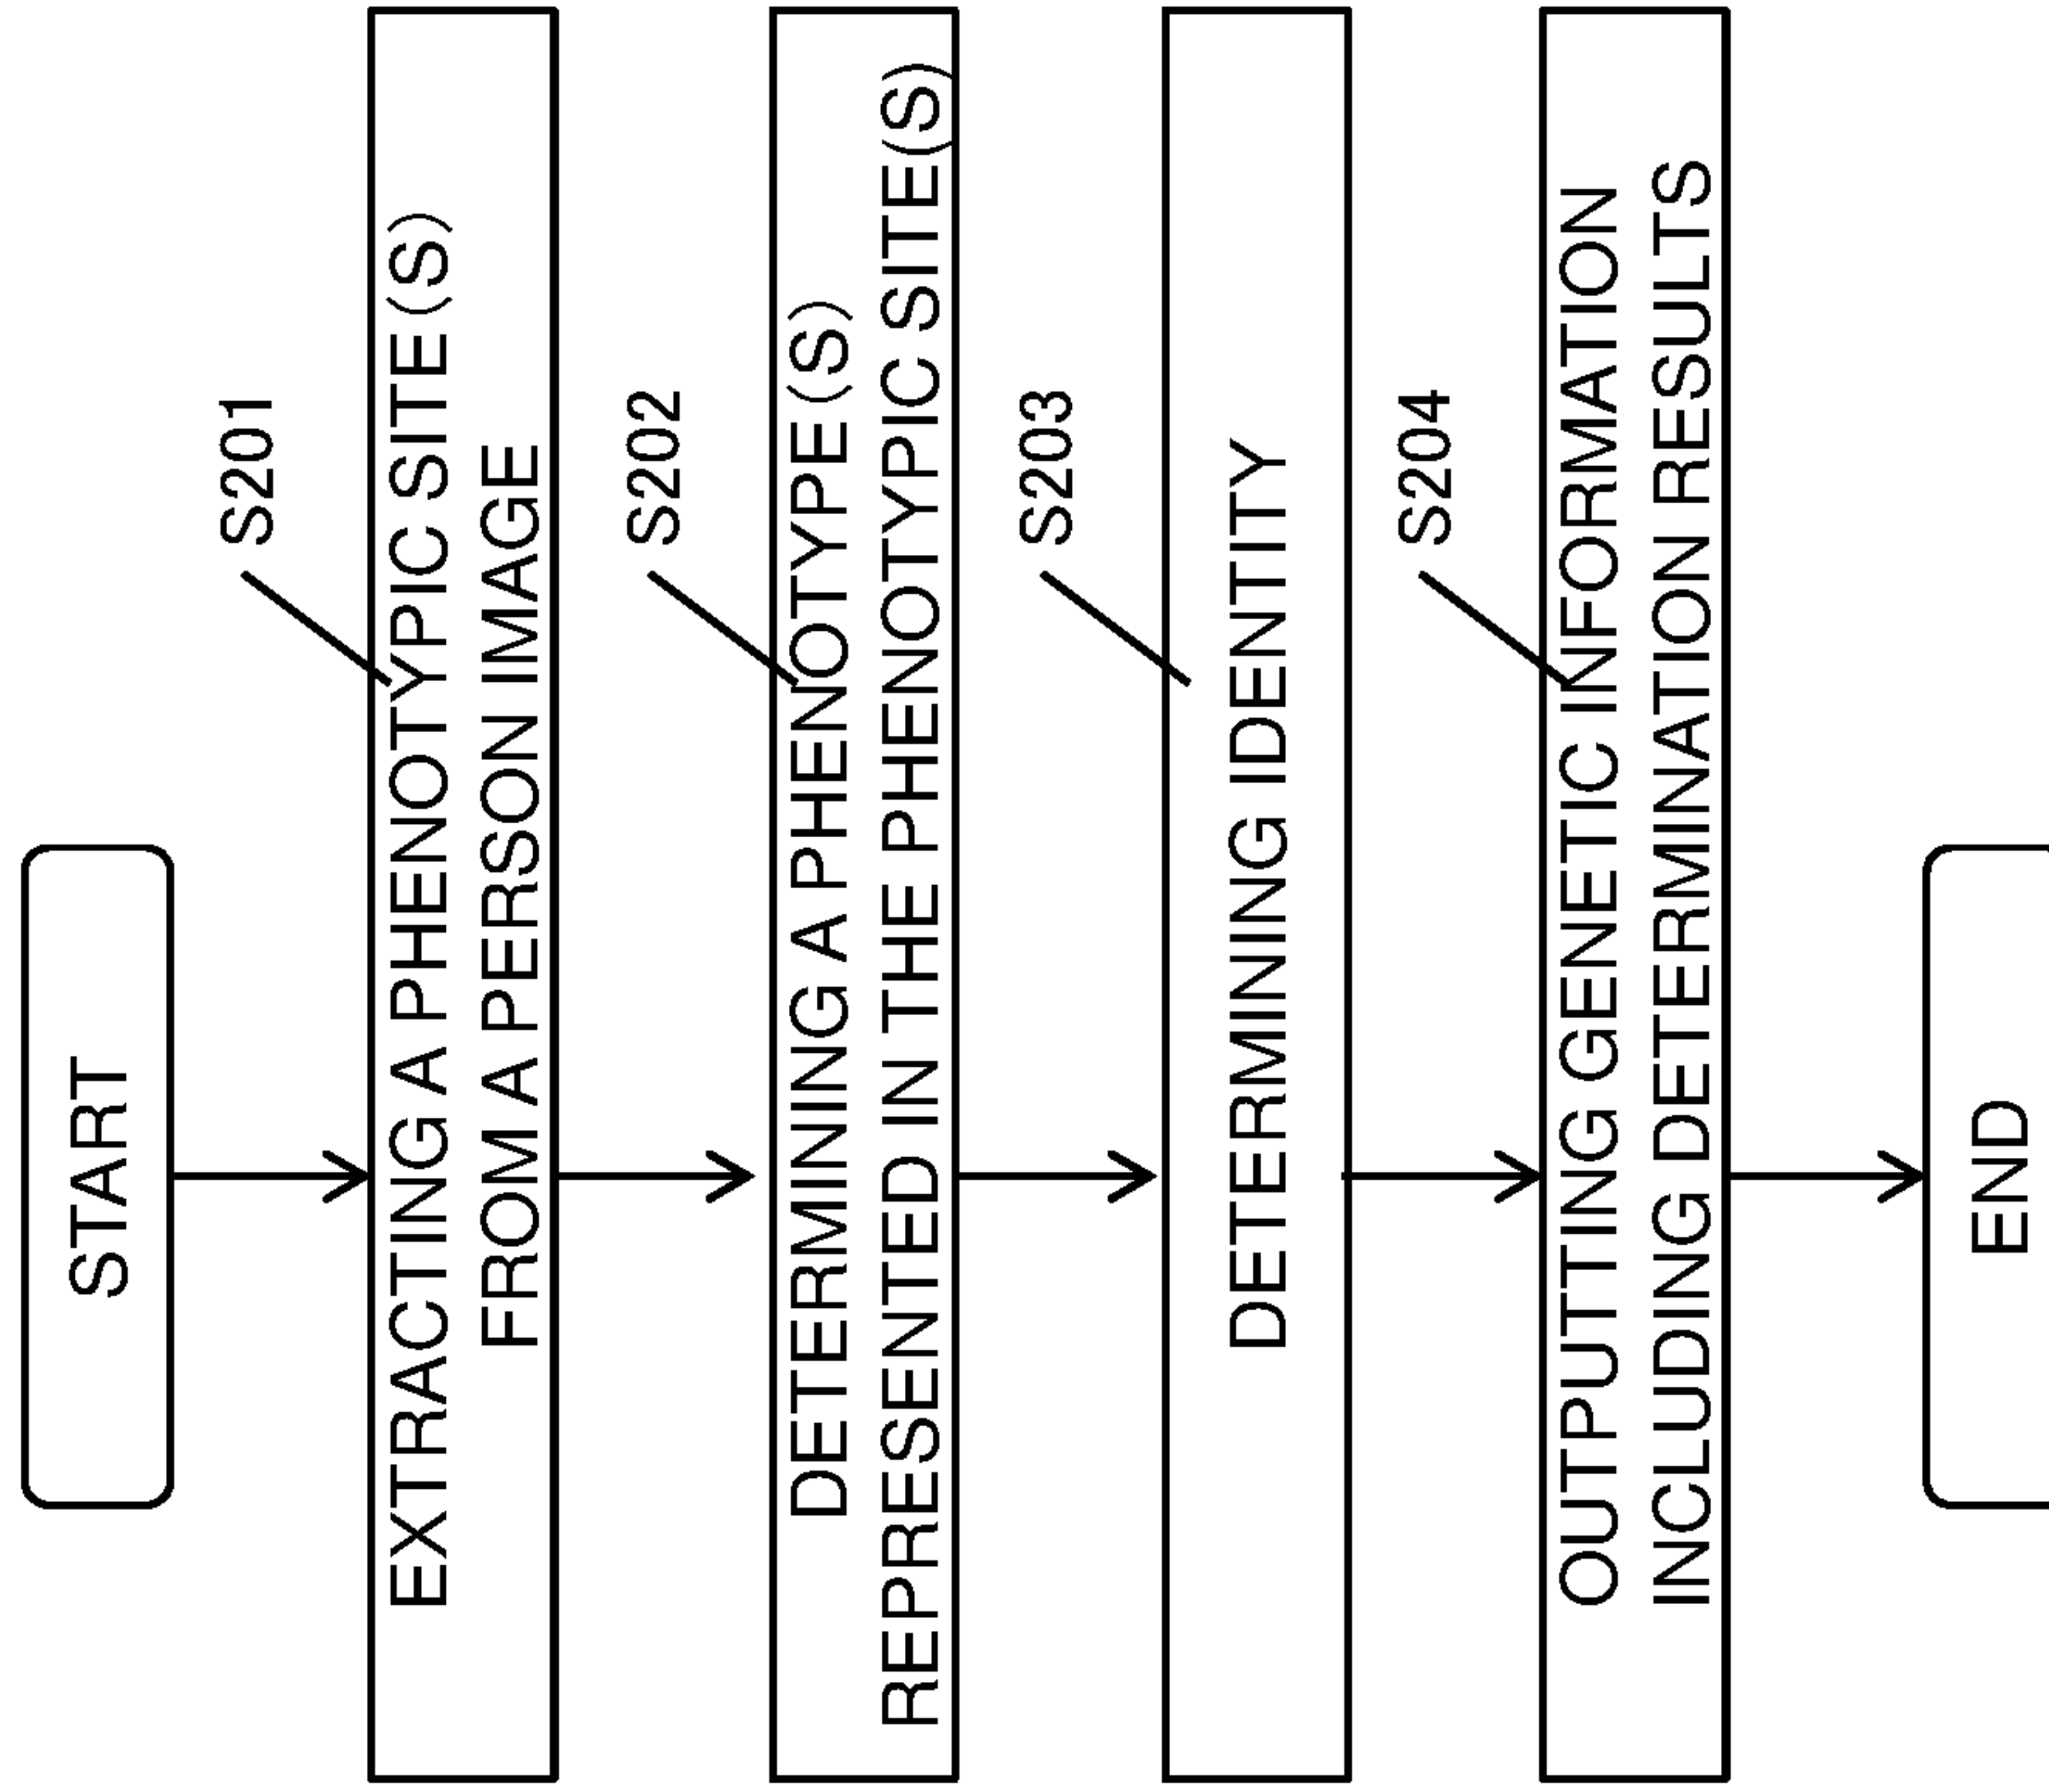 START
S201
EXTRACTING A PHENOTYPIC SITE(S)
FROM A PERSON IMAGE
S202
DETERMINING A PHENOTYPE(S)
REPRESENTED IN THE PHENOTYPIC SITE(S)
S203
DETERMINING IDENTITY
S204
OUTPUTTING GENETIC INFORMATION
INCLUDING DETERMINATION RESULTS
END